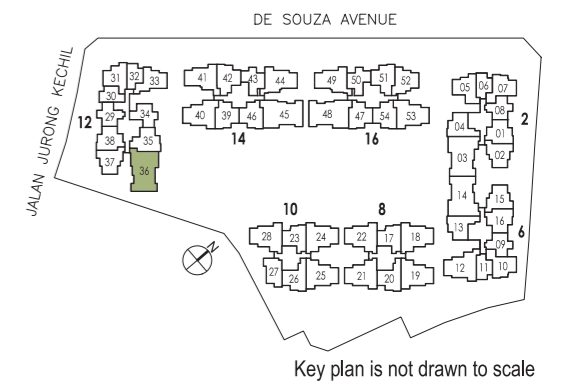 DE SOUZA AVENUE
JALAN JURONG KECHIL
31 32 33
30
29 34
12
38 35
37 36
41 42 43 44
40 39 46 45
14
49 50 51 52
48 47 54 53
16
05 06 07
08
04 01 2
03 02
14 15
13 16
09 6
12 11 10
10
28 23 24
27 26 25
8
22 17 18
21 20 19
N
Key plan is not drawn to scale